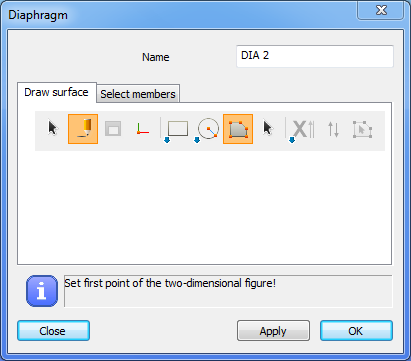 Diaphragm
Name
DIA 2
Draw surface
Select members
Set first point of the two-dimensional figure!
Close
Apply
OK